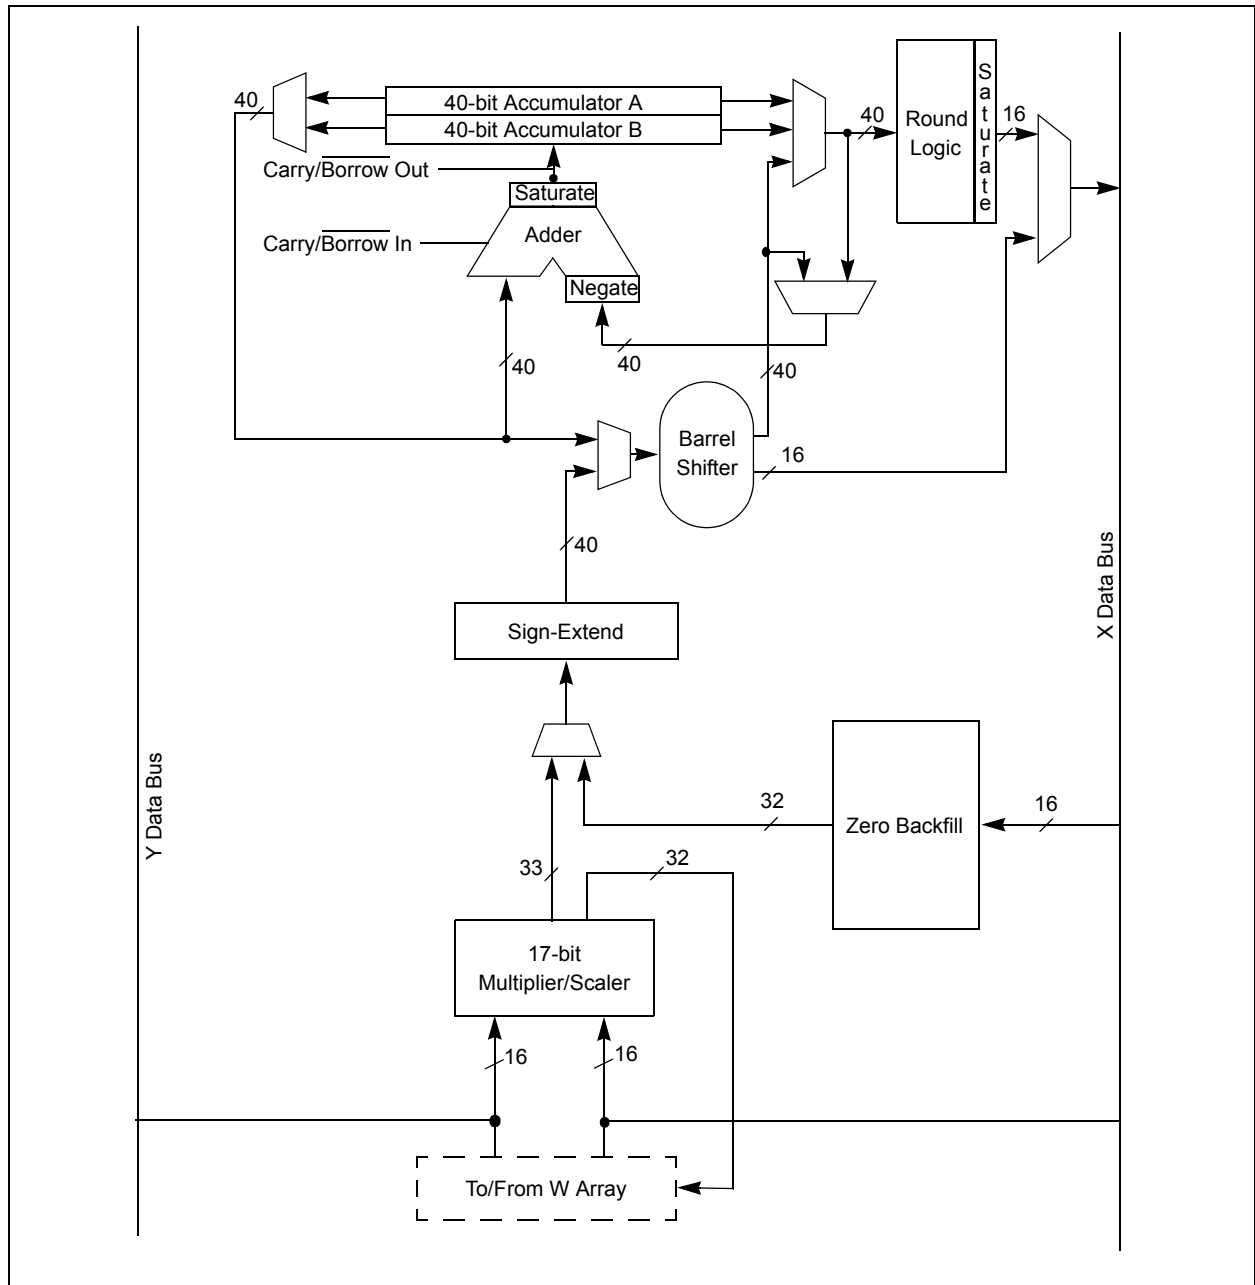 40
40-bit Accumulator A
40-bit Accumulator B
Carry/Borrow Out
Saturate
Adder
Carry/Borrow In
Negate
40
Round
Logic
Saturate
16
40
40
40
Barrel
Shifter
16
40
X Data Bus
Sign-Extend
Y Data Bus
32
Zero Backfill
16
33
32
17-bit
Multiplier/Scaler
16
16
To/From W Array